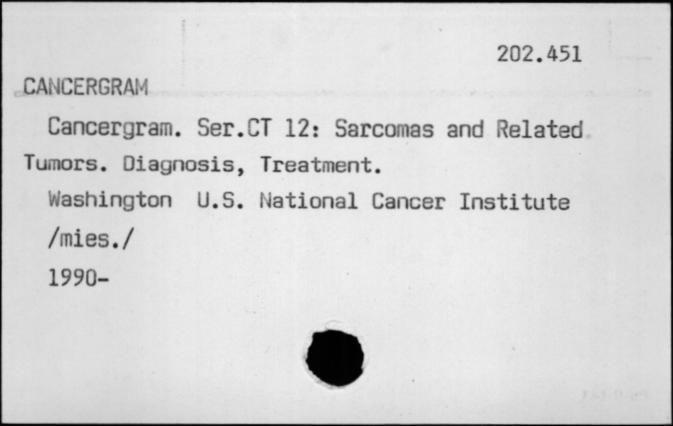 202.451
CANCERGRAM
Cancergram. Ser.CT 12: Sarcomas and Related
Tumors. Diagnosis, Treatment.
Washington U.S. National Cancer Institute
/mies./
1990-